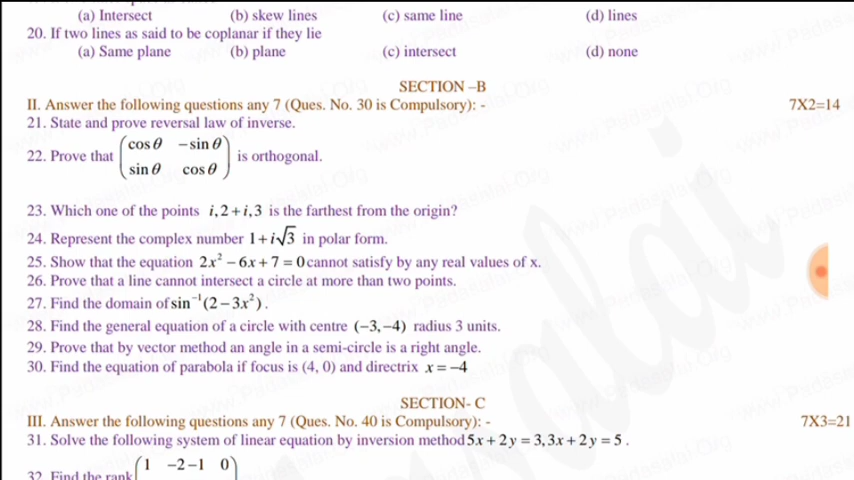 (a) Intersect (b) skew lines (c) same line (d) lines
20. If two lines as said to be coplanar if they lie
(a) Same plane (b) plane (c) intersect (d) none
SECTION –B
II. Answer the following questions any 7 (Ques. No. 30 is Compulsory): - 7X2=14
21. State and prove reversal law of inverse.
22. Prove that (cos θ −sin θ
sin θ cos θ) is orthogonal.
23. Which one of the points i, 2+i, 3 is the farthest from the origin?
24. Represent the complex number 1+i√3 in polar form.
25. Show that the equation 2x² − 6x + 7 = 0 cannot satisfy by any real values of x.
26. Prove that a line cannot intersect a circle at more than two points.
27. Find the domain of sin⁻¹(2−3x²).
28. Find the general equation of a circle with centre (−3,−4) radius 3 units.
29. Prove that by vector method an angle in a semi-circle is a right angle.
30. Find the equation of parabola if focus is (4, 0) and directrix x = −4
SECTION- C
III. Answer the following questions any 7 (Ques. No. 40 is Compulsory): - 7X3=21
31. Solve the following system of linear equation by inversion method 5x + 2y = 3, 3x + 2y = 5 .
32. Find the rank (1 −2 −1 0)